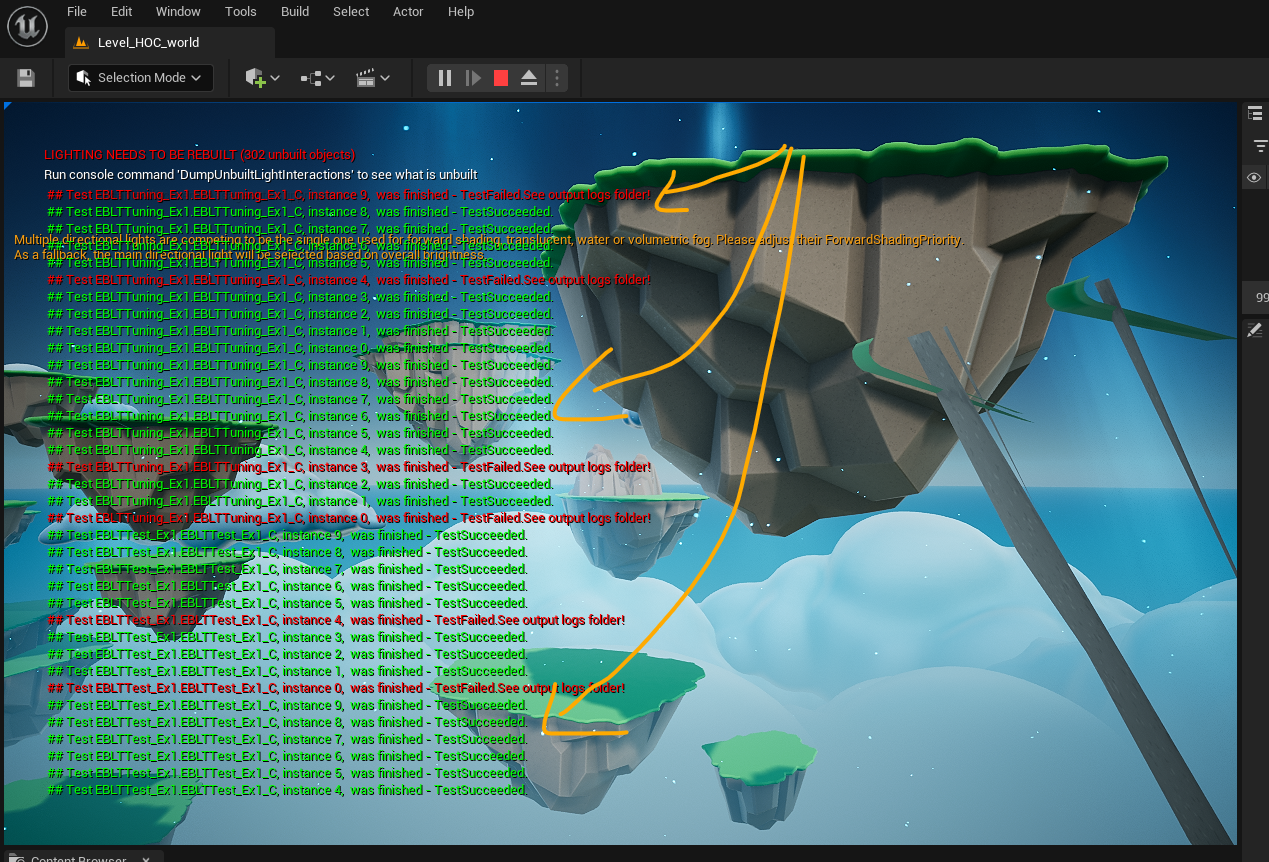 File Edit Window Tools Build Select Actor Help
Level_HOC_world
Selection Mode
LIGHTING NEEDS TO BE REBUILT (302 unbuilt objects)
Run console command 'DumpUnbuiltLightInteractions' to see what is unbuilt
## Test EBLTTuning_Ex1.EBLTTuning_Ex1_C, instance 9, was finished - TestFailed.See output logs folder!
## Test EBLTTuning_Ex1.EBLTTuning_Ex1_C, instance 8, was finished - TestSucceeded.
## Test EBLTTuning_Ex1.EBLTTuning_Ex1_C, instance 7, was finished - TestSucceeded.
Multiple directional lights are competing to be the single one used for forward shading, translucent, water or volumetric fog. Please adjust their ForwardShadingPriority.
## Test EBLTTuning_Ex1.EBLTTuning_Ex1_C, instance 6, was finished - TestSucceeded.
As a fallback, the main directional light will be selected based on overall brightness.
## Test EBLTTuning_Ex1.EBLTTuning_Ex1_C, instance 5, was finished - TestSucceeded.
## Test EBLTTuning_Ex1.EBLTTuning_Ex1_C, instance 4, was finished - TestFailed.See output logs folder!
## Test EBLTTuning_Ex1.EBLTTuning_Ex1_C, instance 3, was finished - TestSucceeded.
## Test EBLTTuning_Ex1.EBLTTuning_Ex1_C, instance 2, was finished - TestSucceeded.
## Test EBLTTuning_Ex1.EBLTTuning_Ex1_C, instance 1, was finished - TestSucceeded.
## Test EBLTTuning_Ex1.EBLTTuning_Ex1_C, instance 0, was finished - TestSucceeded.
## Test EBLTTuning_Ex1.EBLTTuning_Ex1_C, instance 9, was finished - TestSucceeded.
## Test EBLTTuning_Ex1.EBLTTuning_Ex1_C, instance 8, was finished - TestSucceeded.
## Test EBLTTuning_Ex1.EBLTTuning_Ex1_C, instance 7, was finished - TestSucceeded.
## Test EBLTTuning_Ex1.EBLTTuning_Ex1_C, instance 6, was finished - TestSucceeded.
## Test EBLTTuning_Ex1.EBLTTuning_Ex1_C, instance 5, was finished - TestSucceeded.
## Test EBLTTuning_Ex1.EBLTTuning_Ex1_C, instance 4, was finished - TestSucceeded.
## Test EBLTTuning_Ex1.EBLTTuning_Ex1_C, instance 3, was finished - TestFailed.See output logs folder!
## Test EBLTTuning_Ex1.EBLTTuning_Ex1_C, instance 2, was finished - TestSucceeded.
## Test EBLTTuning_Ex1.EBLTTuning_Ex1_C, instance 1, was finished - TestSucceeded.
## Test EBLTTuning_Ex1.EBLTTuning_Ex1_C, instance 0, was finished - TestFailed.See output logs folder!
## Test EBLTTest_Ex1.EBLTTest_Ex1_C, instance 9, was finished - TestSucceeded.
## Test EBLTTest_Ex1.EBLTTest_Ex1_C, instance 8, was finished - TestSucceeded.
## Test EBLTTest_Ex1.EBLTTest_Ex1_C, instance 7, was finished - TestSucceeded.
## Test EBLTTest_Ex1.EBLTTest_Ex1_C, instance 6, was finished - TestSucceeded.
## Test EBLTTest_Ex1.EBLTTest_Ex1_C, instance 5, was finished - TestSucceeded.
## Test EBLTTest_Ex1.EBLTTest_Ex1_C, instance 4, was finished - TestFailed.See output logs folder!
## Test EBLTTest_Ex1.EBLTTest_Ex1_C, instance 3, was finished - TestSucceeded.
## Test EBLTTest_Ex1.EBLTTest_Ex1_C, instance 2, was finished - TestSucceeded.
## Test EBLTTest_Ex1.EBLTTest_Ex1_C, instance 1, was finished - TestSucceeded.
## Test EBLTTest_Ex1.EBLTTest_Ex1_C, instance 0, was finished - TestFailed.See output logs folder!
## Test EBLTTest_Ex1.EBLTTest_Ex1_C, instance 9, was finished - TestSucceeded.
## Test EBLTTest_Ex1.EBLTTest_Ex1_C, instance 8, was finished - TestSucceeded.
## Test EBLTTest_Ex1.EBLTTest_Ex1_C, instance 7, was finished - TestSucceeded.
## Test EBLTTest_Ex1.EBLTTest_Ex1_C, instance 6, was finished - TestSucceeded.
## Test EBLTTest_Ex1.EBLTTest_Ex1_C, instance 5, was finished - TestSucceeded.
## Test EBLTTest_Ex1.EBLTTest_Ex1_C, instance 4, was finished - TestSucceeded.
99
Content Browser